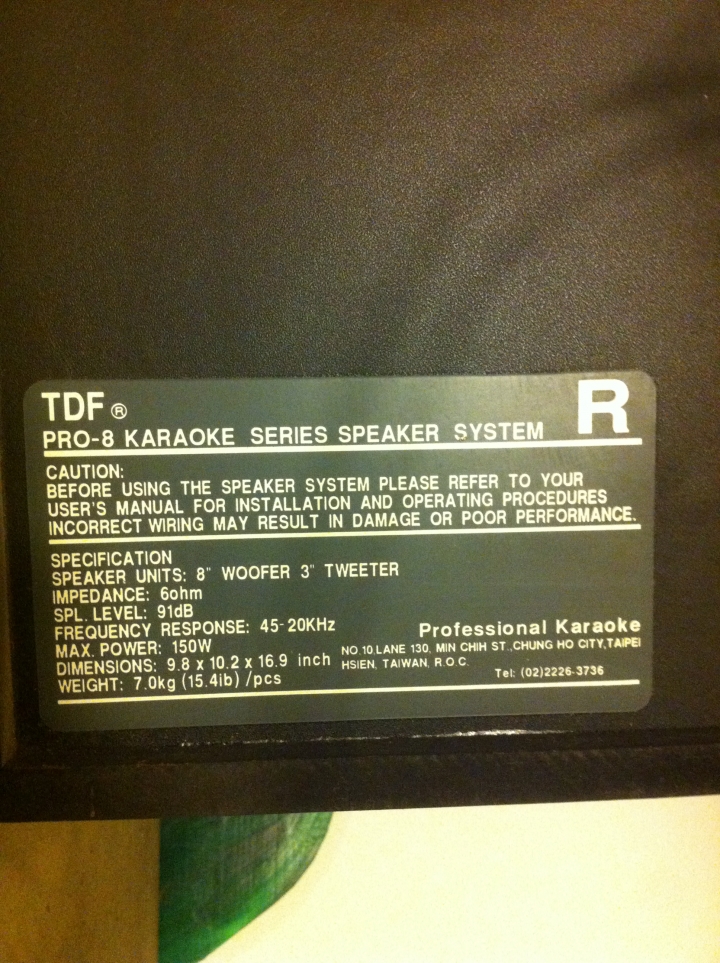 TDF ®
R
PRO-8 KARAOKE SERIES SPEAKER SYSTEM
CAUTION:
BEFORE USING THE SPEAKER SYSTEM PLEASE REFER TO YOUR
USER'S MANUAL FOR INSTALLATION AND OPERATING PROCEDURES
INCORRECT WIRING MAY RESULT IN DAMAGE OR POOR PERFORMANCE.
SPECIFICATION
SPEAKER UNITS: 8" WOOFER 3" TWEETER
IMPEDANCE: 6ohm
SPL. LEVEL: 91dB
FREQUENCY RESPONSE: 45-20KHz
MAX. POWER: 150W
DIMENSIONS: 9.8 x 10.2 x 16.9 inch
WEIGHT: 7.0kg (15.4ib) /pcs
Professional Karaoke
NO.10,LANE 130, MIN CHIH ST.,CHUNG HO CITY,TAIPEI
HSIEN, TAIWAN, R.O.C.
Tel: (02)2226-3736